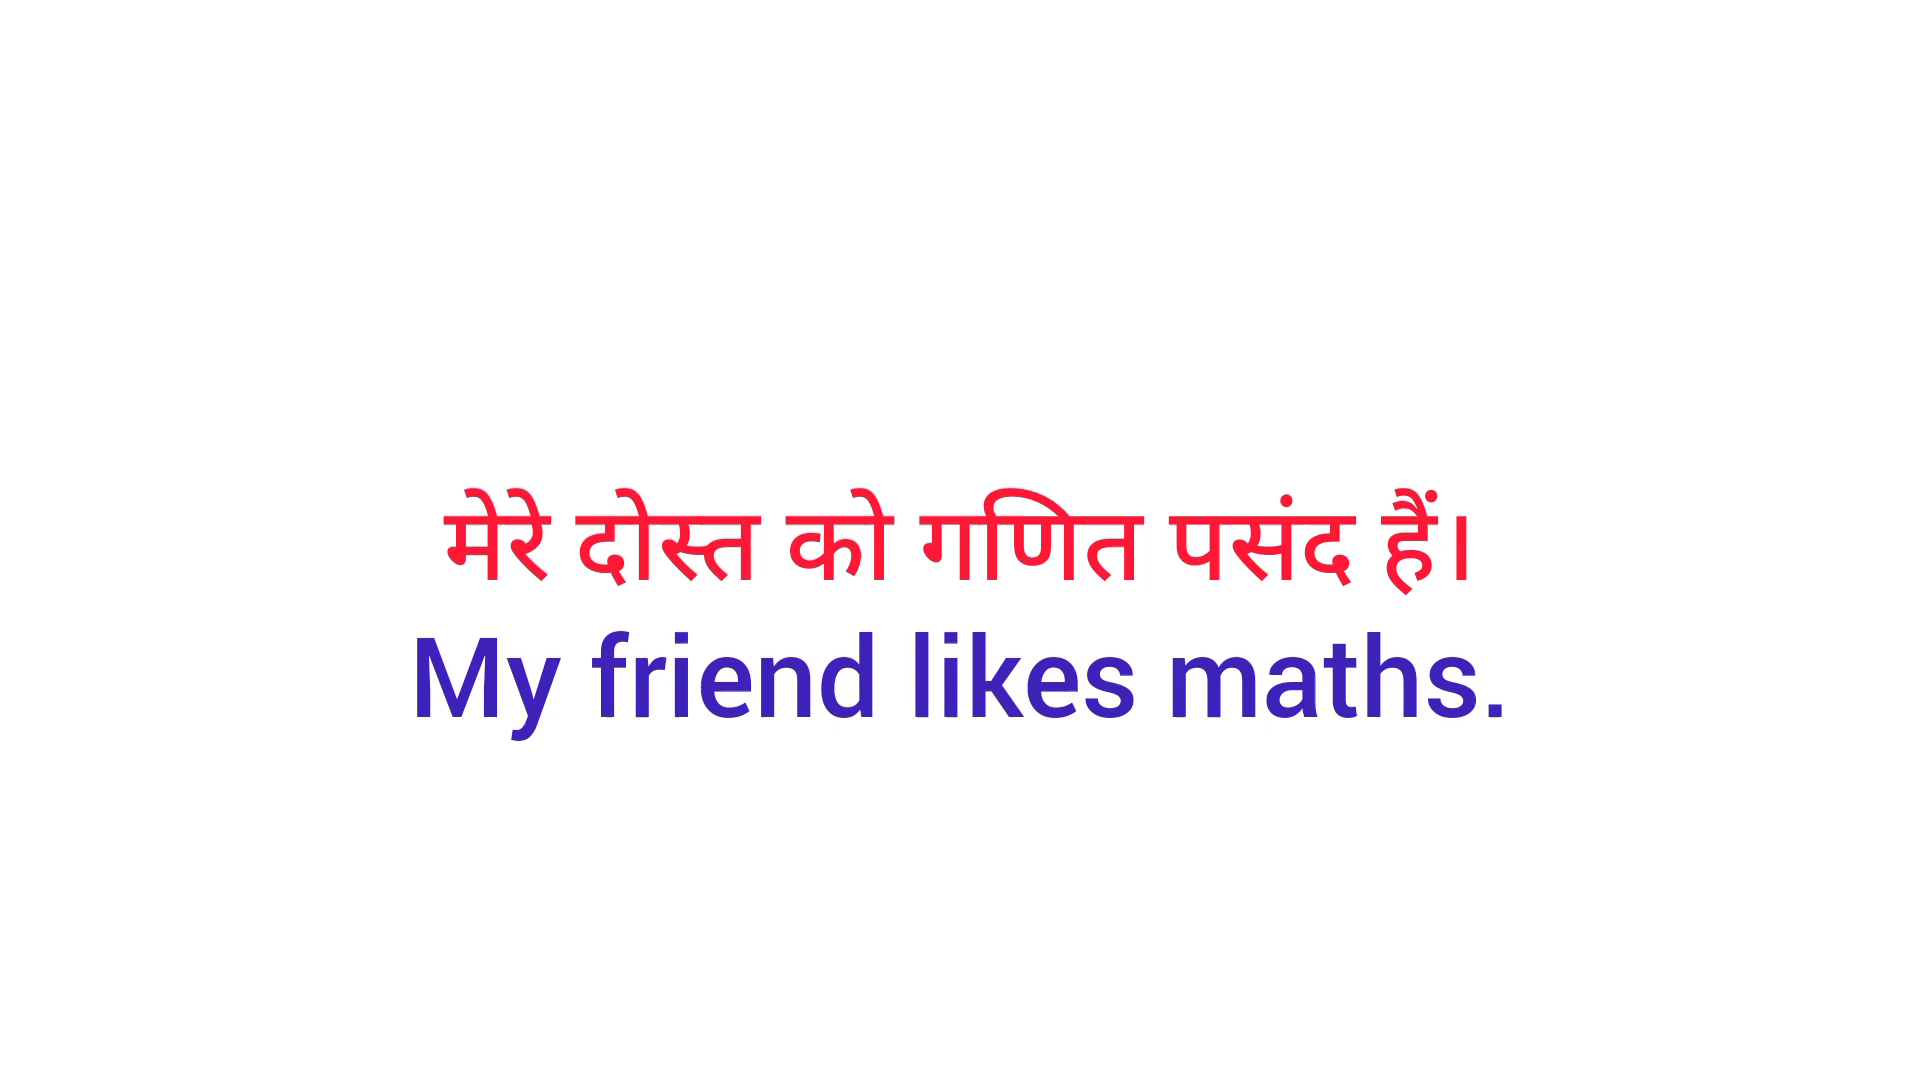 मेरे दोस्त को गणित पसंद हैं।
My friend likes maths.